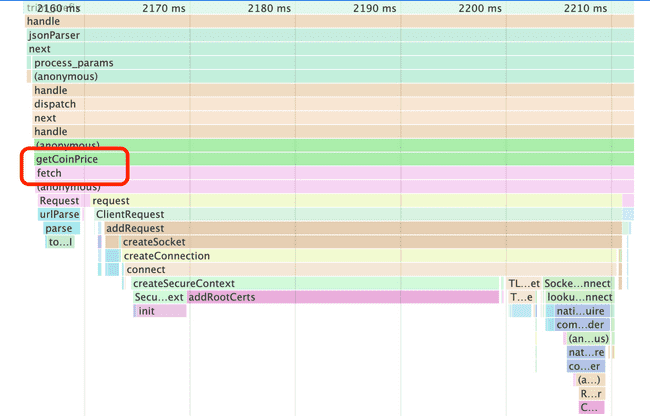 2160 ms 2170 ms 2180 ms 2190 ms 2200 ms 2210 ms
handle
jsonParser
next
process_params
(anonymous)
handle
dispatch
next
handle
(anonymous)
getCoinPrice
fetch
(anonymous)
Request request
urlParse ClientRequest
parse addRequest
to...l createSocket
createConnection
connect
createSecureContext TL...et Socke...nnect
Secu...ext addRootCerts T...e looku...nnect
init nati...uire
com...der
(an...us)
nat...re
co...er
(a...)
R...r
C...